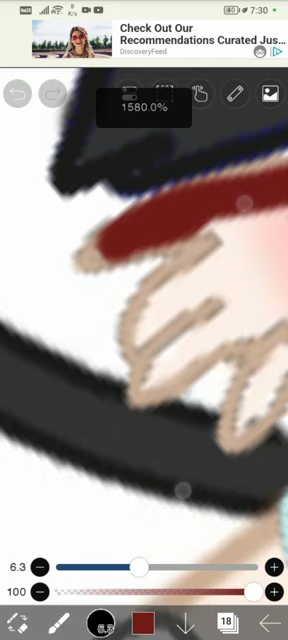 7:30
Check Out Our
Recommendations Curated Jus...
DiscoveryFeed
1580.0%
6.3
100
18